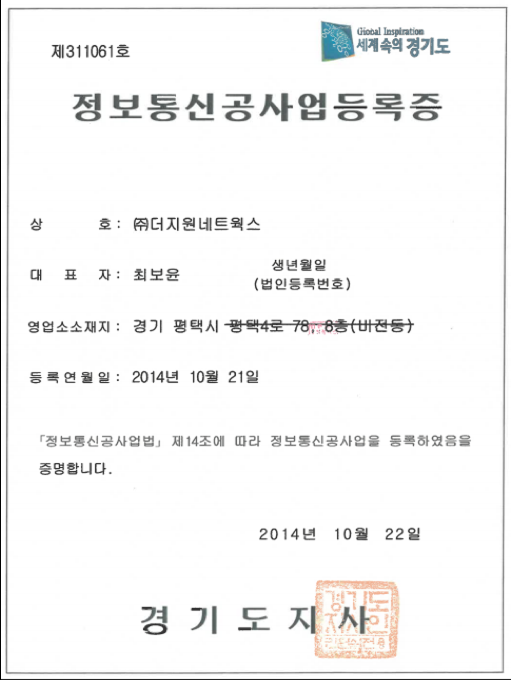 제311061호
Global Inspiration
세계속의 경기도
정보통신공사업등록증
상 호 : ㈜더지원네트웍스
대 표 자 : 최보윤
생년월일
(법인등록번호)
영업소소재지 : 경기 평택시 평택4로 78, 8층(비전동)
등록연월일 : 2014년 10월 21일
「정보통신공사업법」 제14조에 따라 정보통신공사업을 등록하였음을
증명합니다.
2014년 10월 22일
경기도지사
경기도
지사인